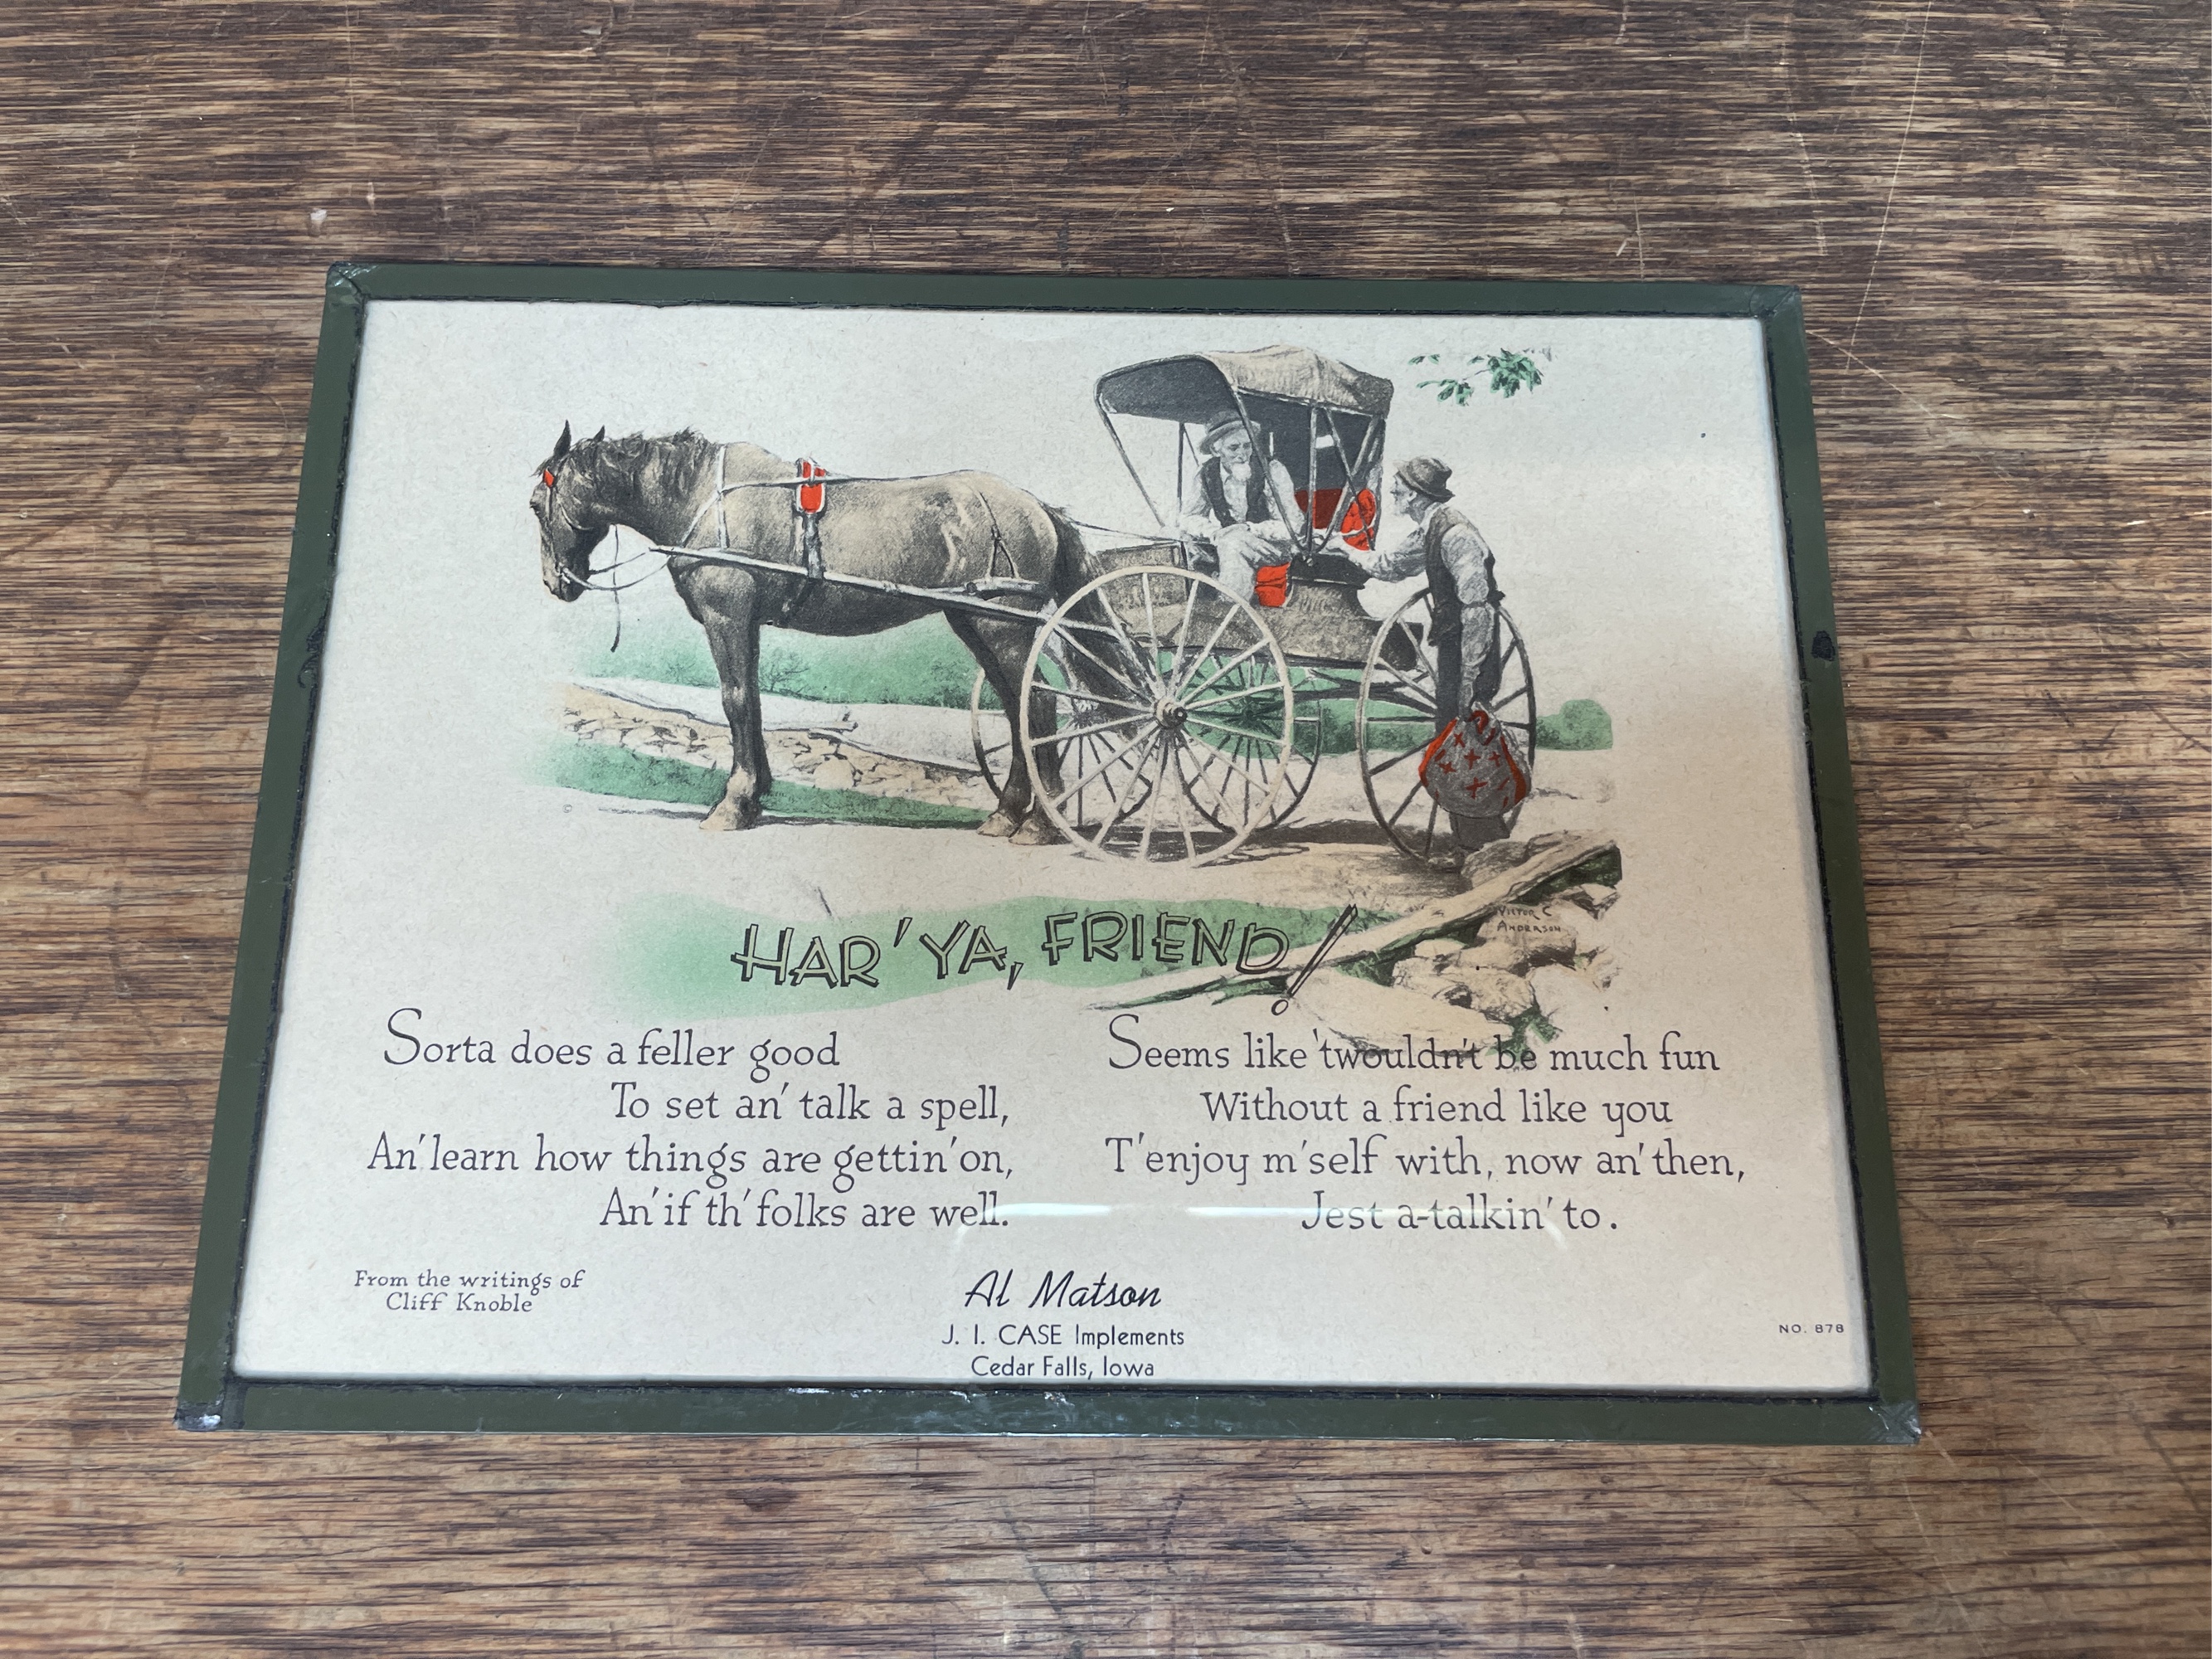 VICTOR C
ANDERSON
HAR'YA, FRIEND!
Sorta does a feller good
To set an' talk a spell,
An' learn how things are gettin' on,
An' if th' folks are well.
Seems like 'twouldn't be much fun
Without a friend like you
T'enjoy m'self with, now an' then,
Jest a-talkin' to.
From the writings of
Cliff Knoble
Al Matson
J. I. CASE Implements
Cedar Falls, Iowa
NO. 878